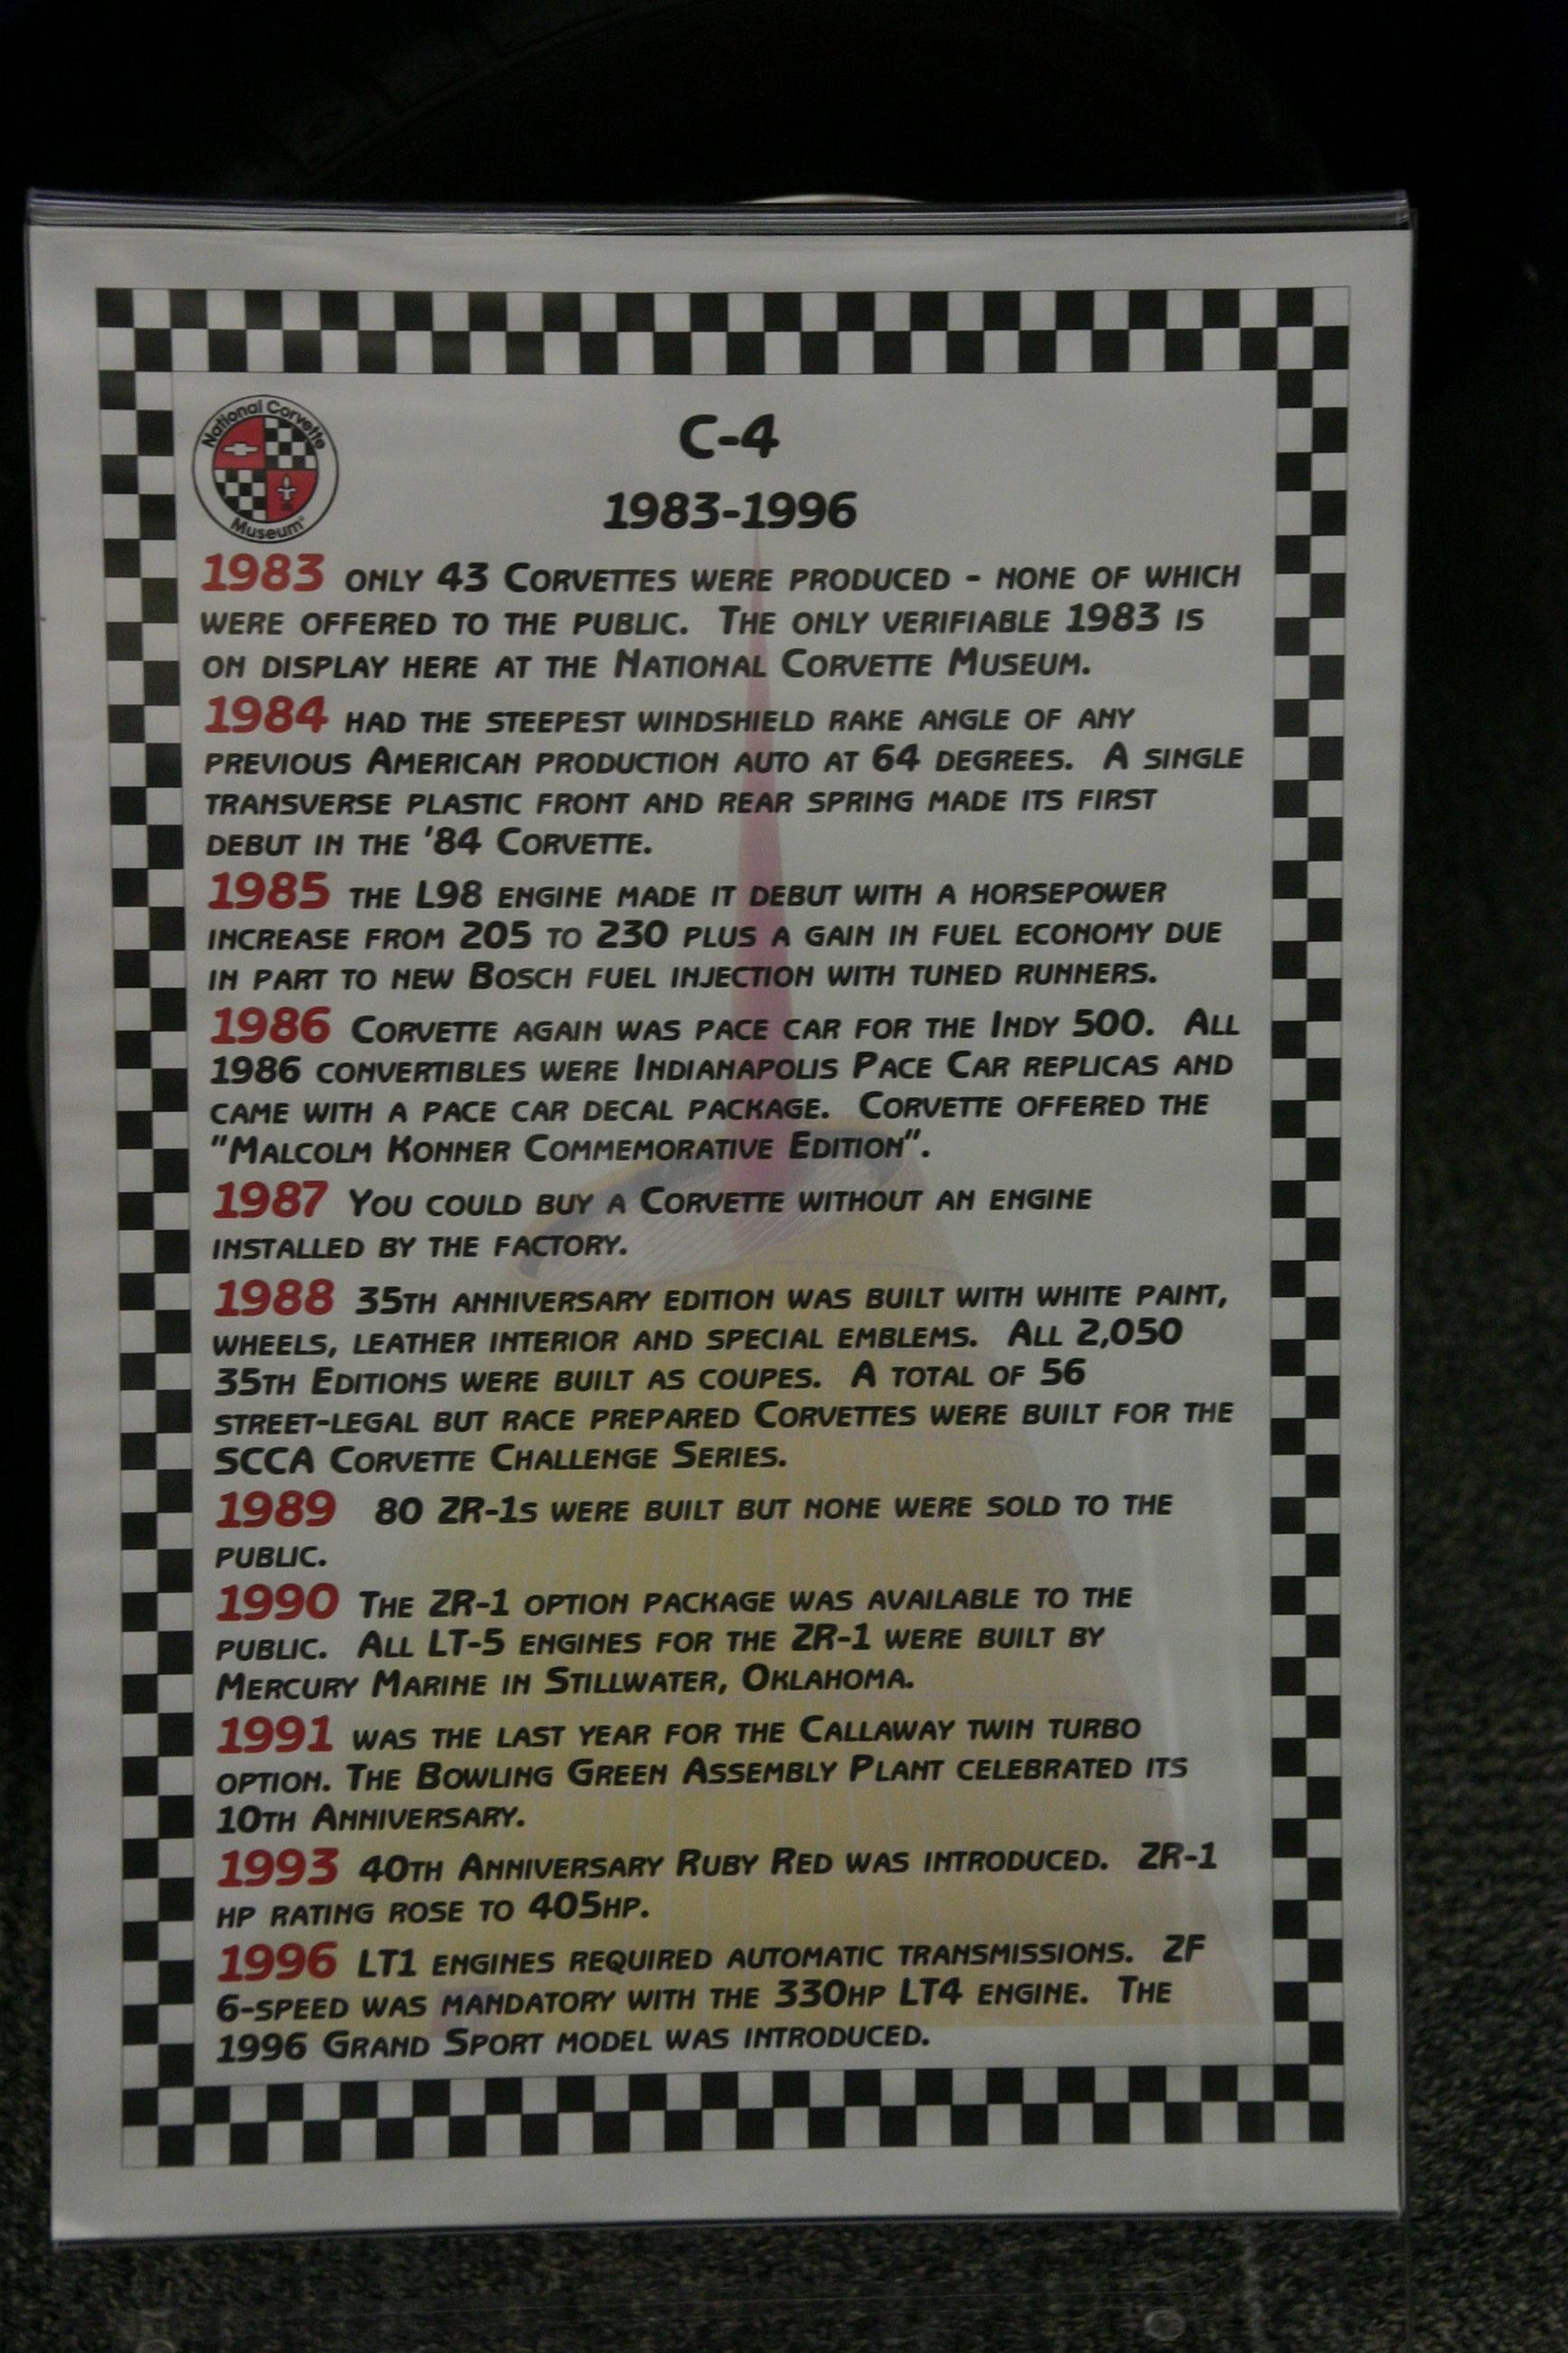 National Corvette
Museum
C-4
1983-1996
1983 ONLY 43 CORVETTES WERE PRODUCED - NONE OF WHICH
WERE OFFERED TO THE PUBLIC. THE ONLY VERIFIABLE 1983 IS
ON DISPLAY HERE AT THE NATIONAL CORVETTE MUSEUM.
1984 HAD THE STEEPEST WINDSHIELD RAKE ANGLE OF ANY
PREVIOUS AMERICAN PRODUCTION AUTO AT 64 DEGREES. A SINGLE
TRANSVERSE PLASTIC FRONT AND REAR SPRING MADE ITS FIRST
DEBUT IN THE '84 CORVETTE.
1985 THE L98 ENGINE MADE IT DEBUT WITH A HORSEPOWER
INCREASE FROM 205 TO 230 PLUS A GAIN IN FUEL ECONOMY DUE
IN PART TO NEW BOSCH FUEL INJECTION WITH TUNED RUNNERS.
1986 CORVETTE AGAIN WAS PACE CAR FOR THE INDY 500. ALL
1986 CONVERTIBLES WERE INDIANAPOLIS PACE CAR REPLICAS AND
CAME WITH A PACE CAR DECAL PACKAGE. CORVETTE OFFERED THE
"MALCOLM KONNER COMMEMORATIVE EDITION".
1987 YOU COULD BUY A CORVETTE WITHOUT AN ENGINE
INSTALLED BY THE FACTORY.
1988 35TH ANNIVERSARY EDITION WAS BUILT WITH WHITE PAINT,
WHEELS, LEATHER INTERIOR AND SPECIAL EMBLEMS. ALL 2,050
35TH EDITIONS WERE BUILT AS COUPES. A TOTAL OF 56
STREET-LEGAL BUT RACE PREPARED CORVETTES WERE BUILT FOR THE
SCCA CORVETTE CHALLENGE SERIES.
1989 80 ZR-1S WERE BUILT BUT NONE WERE SOLD TO THE
PUBLIC.
1990 THE ZR-1 OPTION PACKAGE WAS AVAILABLE TO THE
PUBLIC. ALL LT-5 ENGINES FOR THE ZR-1 WERE BUILT BY
MERCURY MARINE IN STILLWATER, OKLAHOMA.
1991 WAS THE LAST YEAR FOR THE CALLAWAY TWIN TURBO
OPTION. THE BOWLING GREEN ASSEMBLY PLANT CELEBRATED ITS
10TH ANNIVERSARY.
1993 40TH ANNIVERSARY RUBY RED WAS INTRODUCED. ZR-1
HP RATING ROSE TO 405HP.
1996 LT1 ENGINES REQUIRED AUTOMATIC TRANSMISSIONS. ZF
6-SPEED WAS MANDATORY WITH THE 330HP LT4 ENGINE. THE
1996 GRAND SPORT MODEL WAS INTRODUCED.